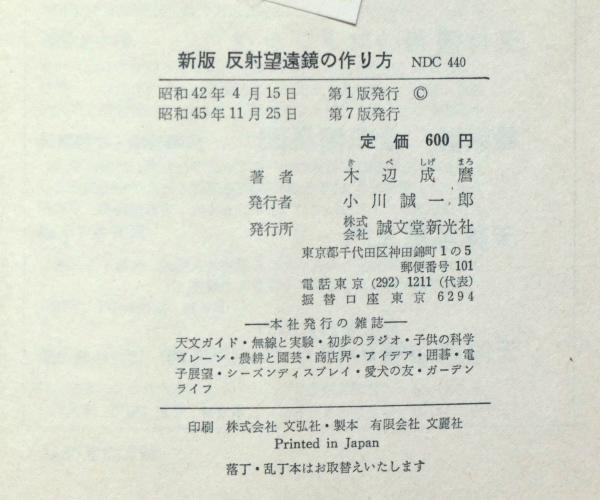 新版 反射望遠鏡の作り方 NDC 440
昭和42年4月15日 第1版発行 ©
昭和45年11月25日 第7版発行
定価 600円
き べ しげ まろ
著者 木辺成麿
発行者 小川誠一郎
発行所 株式会社 誠文堂新光社
東京都千代田区神田錦町1の5
郵便番号 101
電話東京(292)1211(代表)
振替口座東京6294
──本社発行の雑誌──
天文ガイド・無線と実験・初歩のラジオ・子供の科学
ブレーン・農耕と園芸・商店界・アイデア・囲碁・電
子展望・シーズンディスプレイ・愛犬の友・ガーデン
ライフ
印刷 株式会社 文弘社・製本 有限会社 文麗社
Printed in Japan
落丁・乱丁本はお取替えいたします